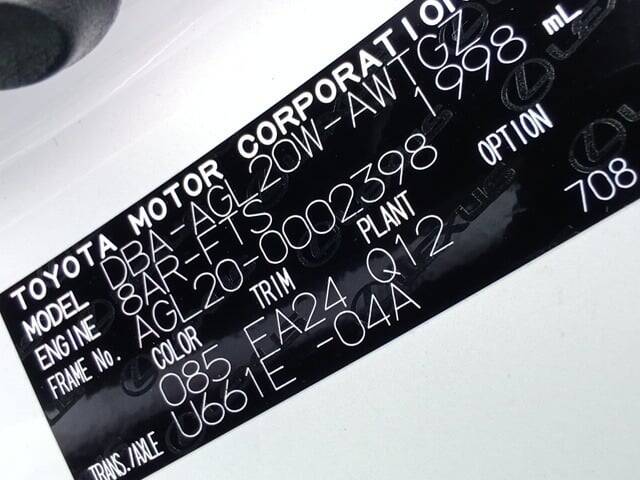 TOYOTA MOTOR CORPORATION
MODEL DBA-AGL20W-AWTGZ
ENGINE 8AR-FTS 1998 mL
FRAME No. AGL20-0002398
COLOR TRIM PLANT OPTION
085 FA24 Q12 708
TRANS./AXLE U661E -04A